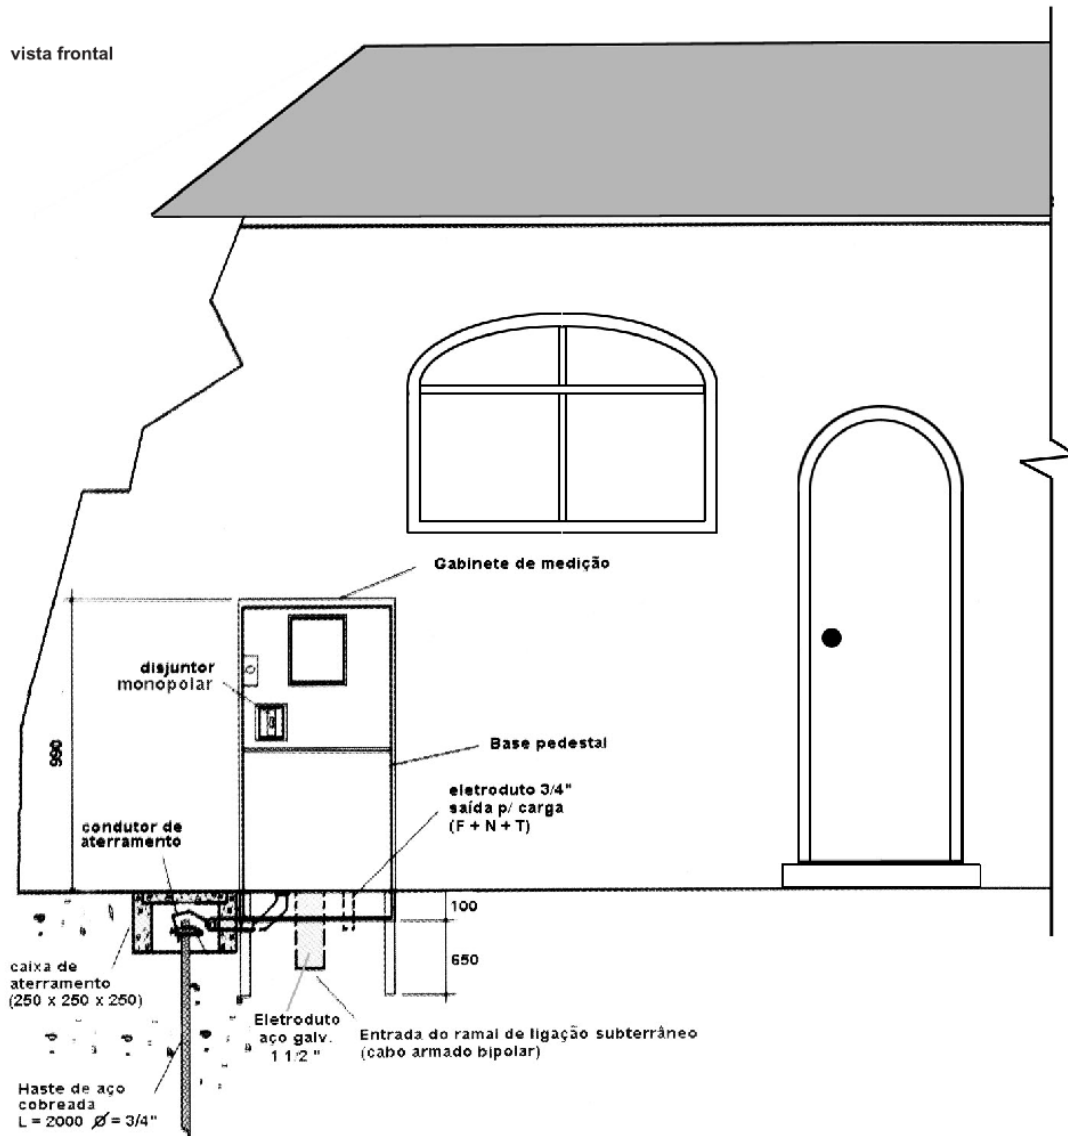 vista frontal
Gabinete de medição
disjuntor
monopolar
990
Base pedestal
eletroduto 3/4"
saída p/ carga
(F + N + T)
condutor de
aterramento
100
650
caixa de
aterramento
(250 x 250 x 250)
Eletroduto
aço galv.
1 1/2 "
Entrada do ramal de ligação subterrâneo
(cabo armado bipolar)
Haste de aço
cobreada
L = 2000 Ø = 3/4"